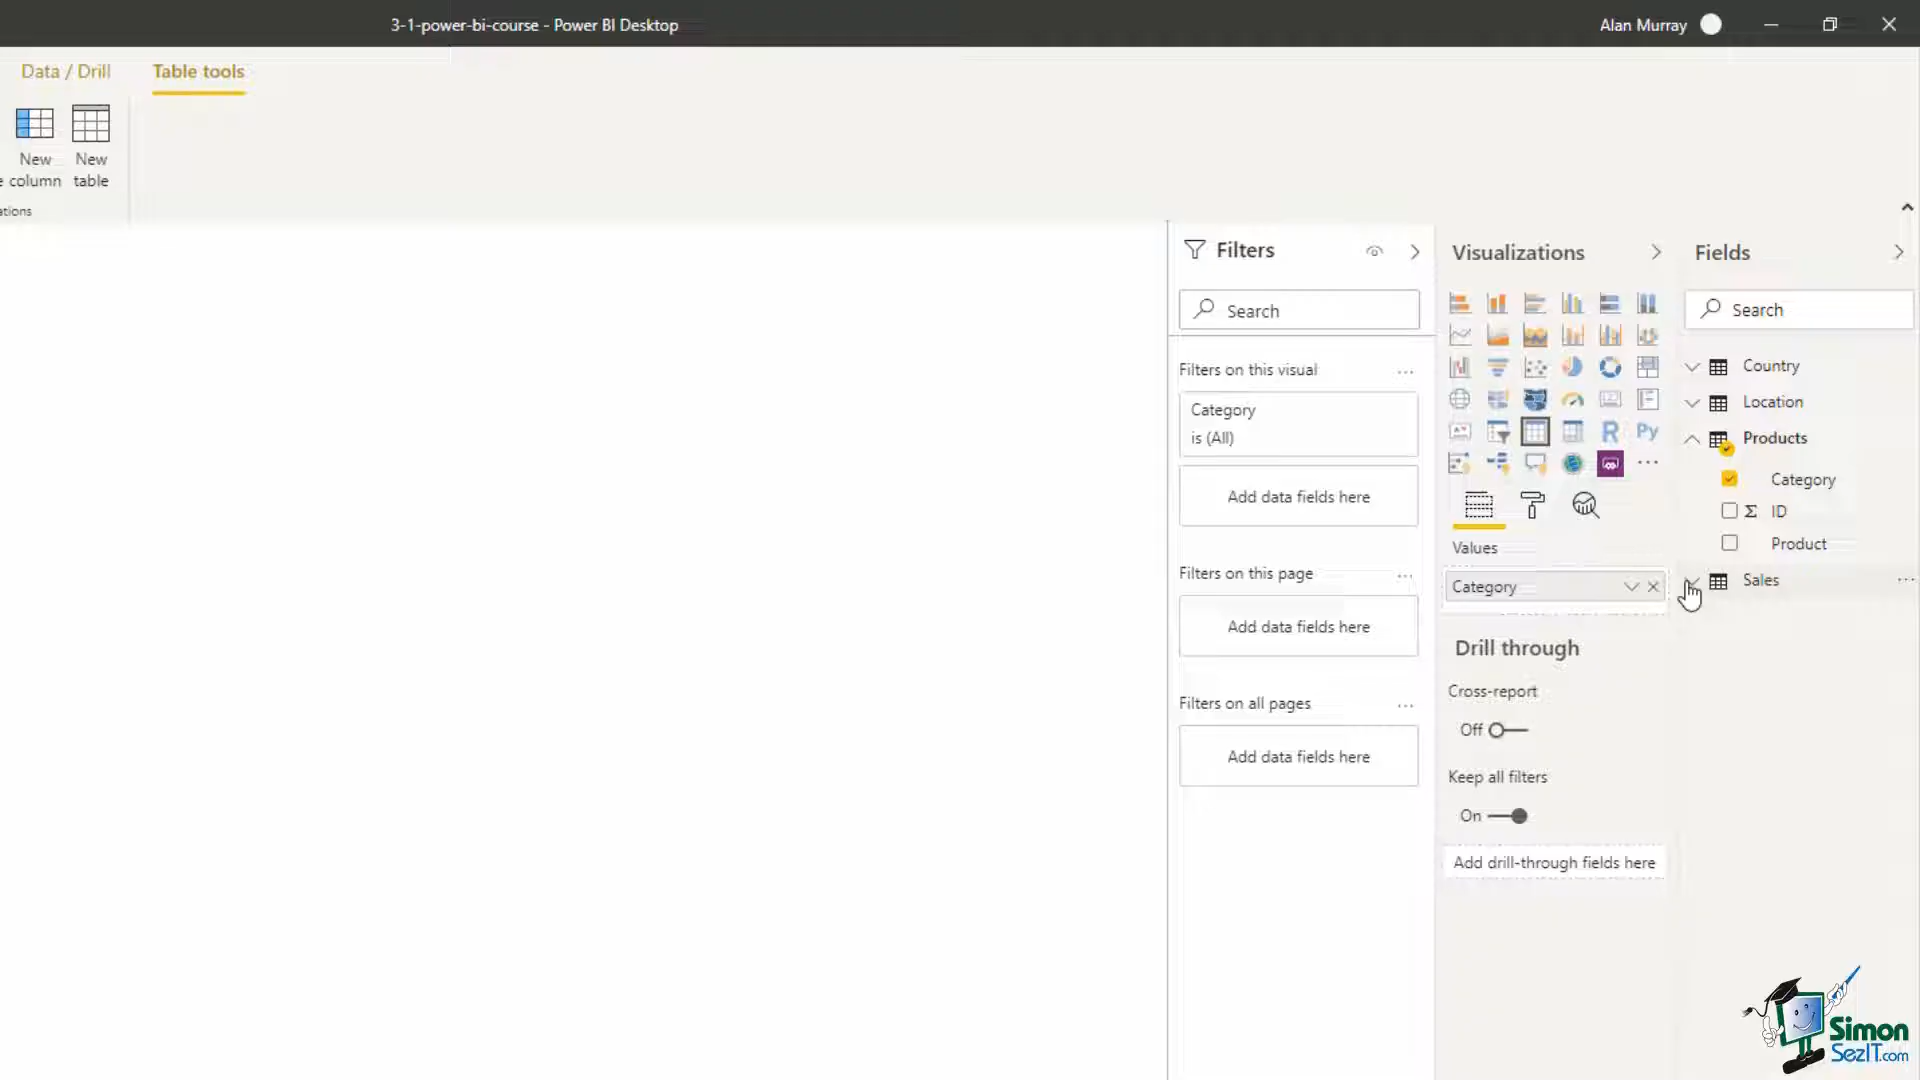 3-1-power-bi-course - Power BI Desktop
Alan Murray
Data / Drill
Table tools
New
e column
New
table
ations
Filters
Search
Filters on this visual
Category
is (All)
Add data fields here
Filters on this page
Add data fields here
Filters on all pages
Add data fields here
Visualizations
R
Py
Values
Category
Drill through
Cross-report
Off
Keep all filters
On
Add drill-through fields here
Fields
Search
Country
Location
Products
Category
Σ ID
Product
Sales
Simon
SezIT.com